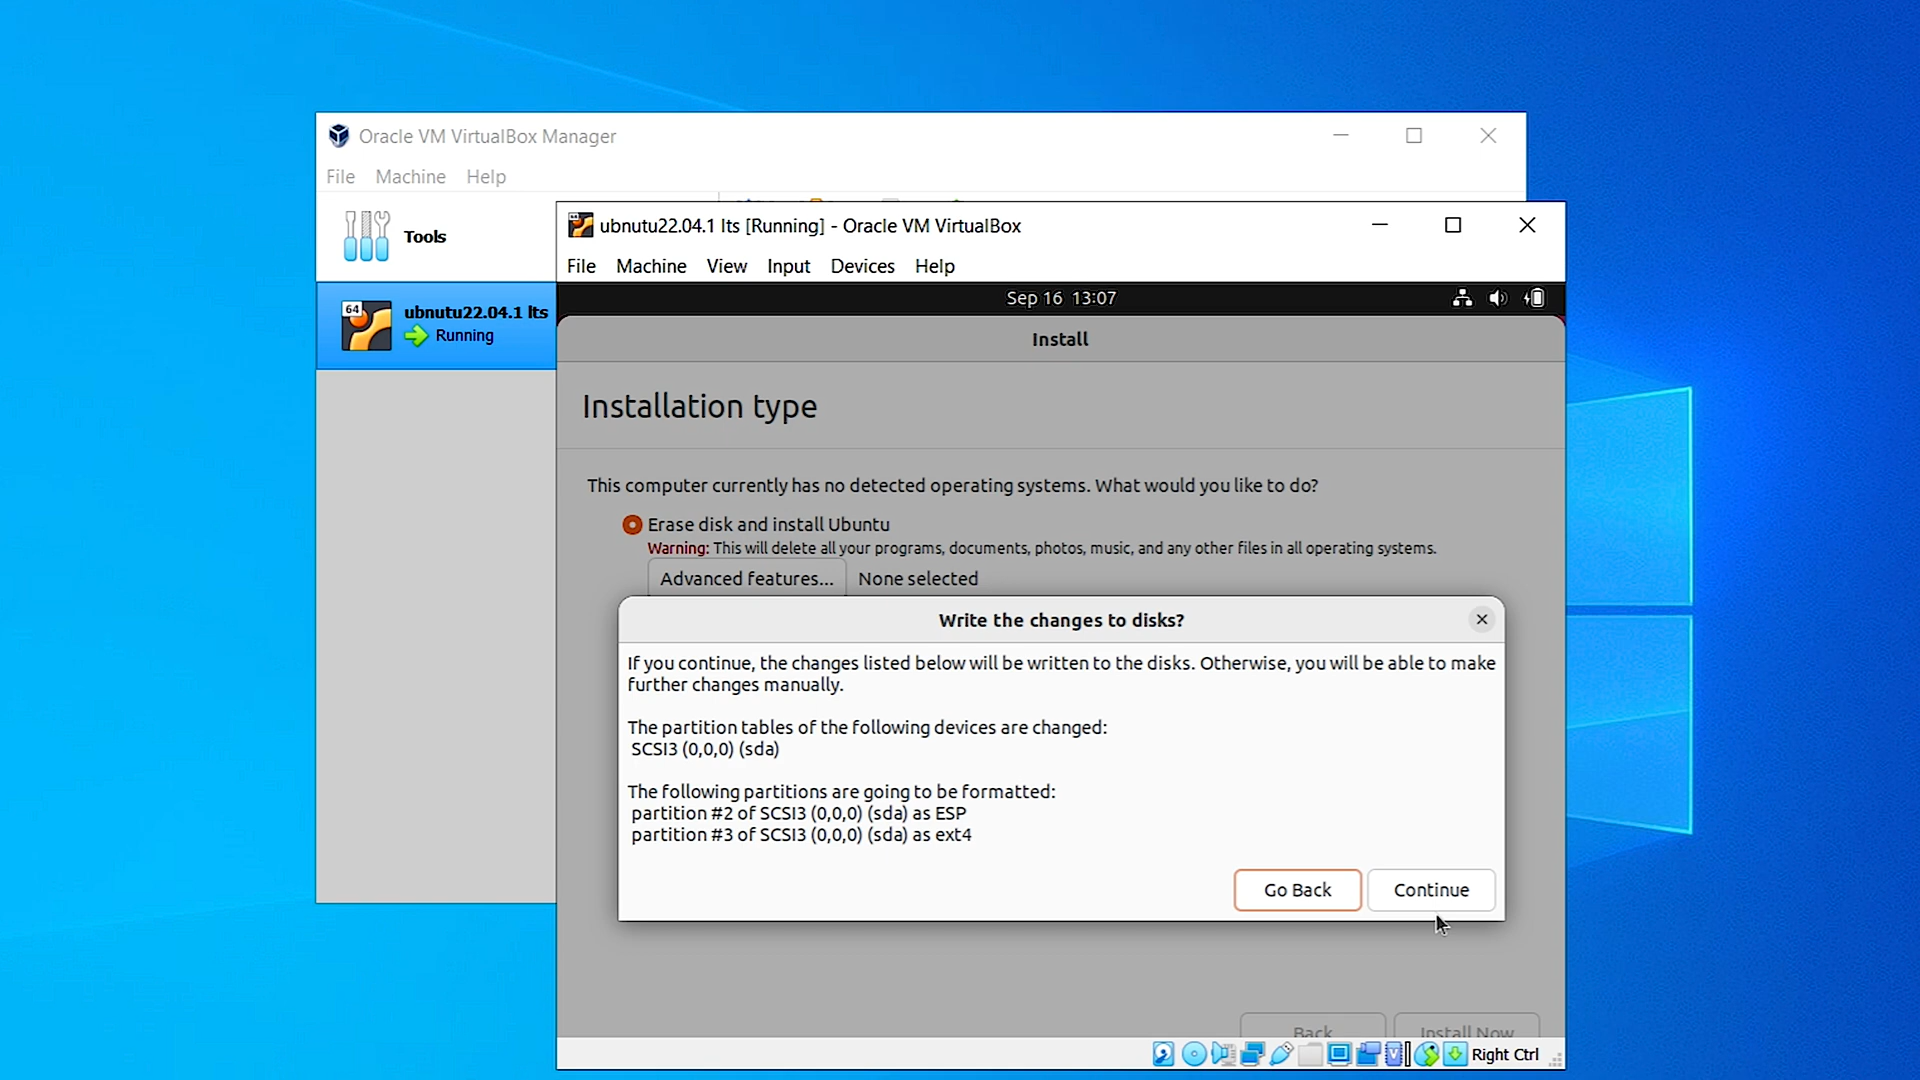 Oracle VM VirtualBox Manager
File Machine Help
Tools
64
ubnutu22.04.1 lts
Running
ubnutu22.04.1 lts [Running] - Oracle VM VirtualBox
File Machine View Input Devices Help
Sep 16 13:07
Install
Installation type
This computer currently has no detected operating systems. What would you like to do?
Erase disk and install Ubuntu
Warning: This will delete all your programs, documents, photos, music, and any other files in all operating systems.
Advanced features... None selected
Write the changes to disks?
If you continue, the changes listed below will be written to the disks. Otherwise, you will be able to make
further changes manually.
The partition tables of the following devices are changed:
SCSI3 (0,0,0) (sda)
The following partitions are going to be formatted:
partition #2 of SCSI3 (0,0,0) (sda) as ESP
partition #3 of SCSI3 (0,0,0) (sda) as ext4
Go Back Continue
Back Install Now
Right Ctrl